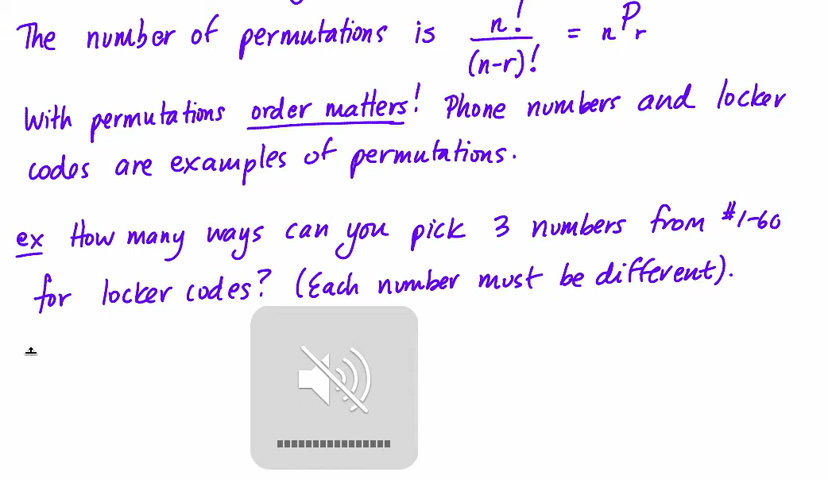 The number of permutations is n!/(n-r)! = nPr
With permutations order matters! Phone numbers and locker
codes are examples of permutations.
ex How many ways can you pick 3 numbers from #1-60
for locker codes? (Each number must be different).